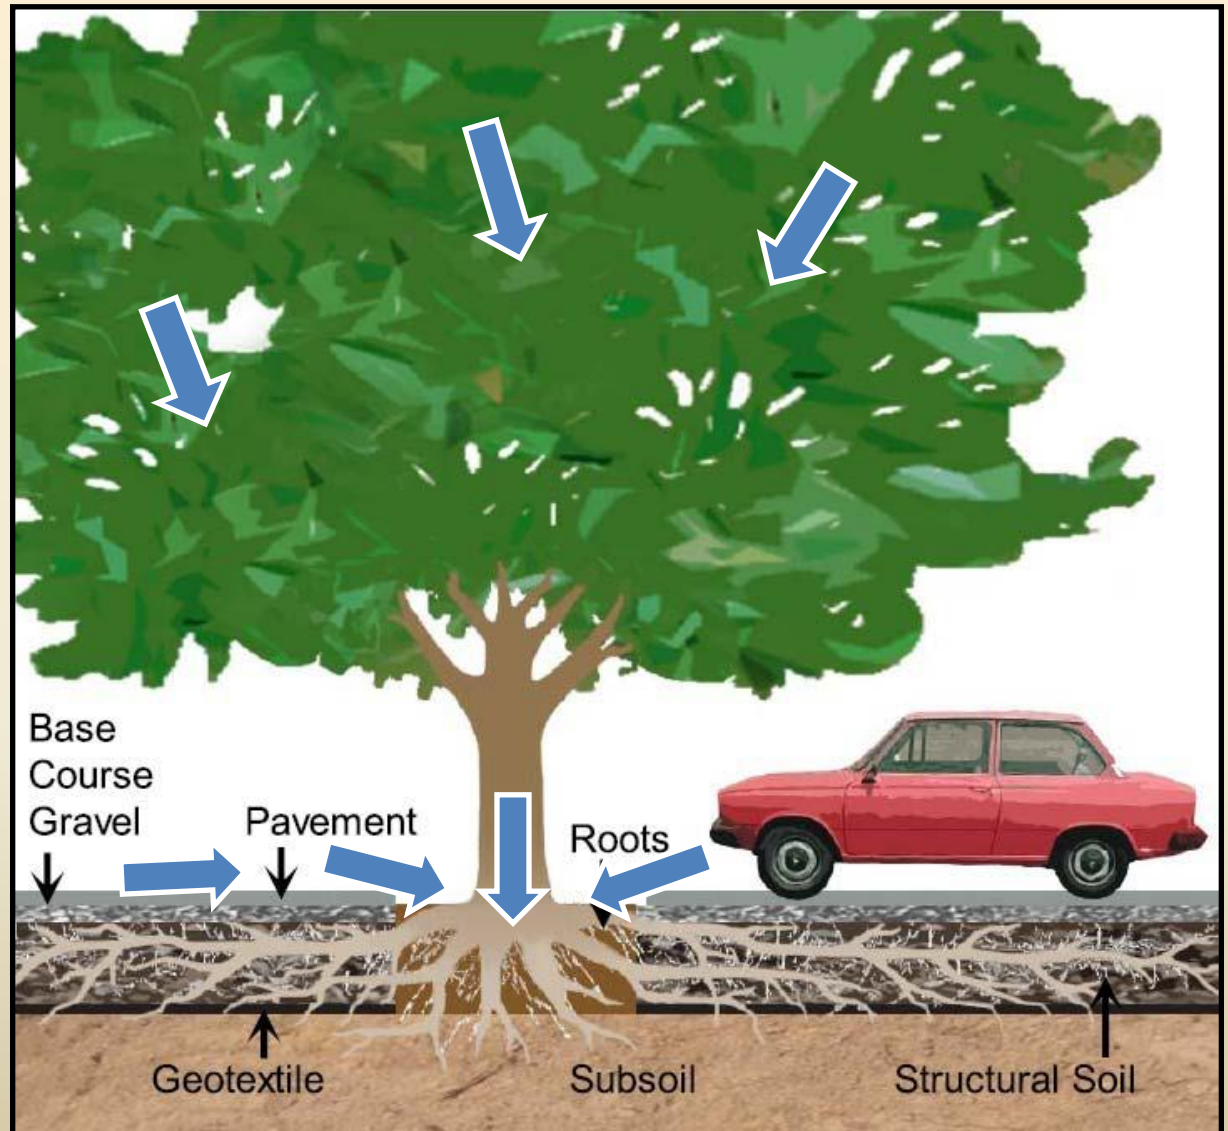 Base
Course
Gravel
Pavement
Roots
Geotextile
Subsoil
Structural Soil